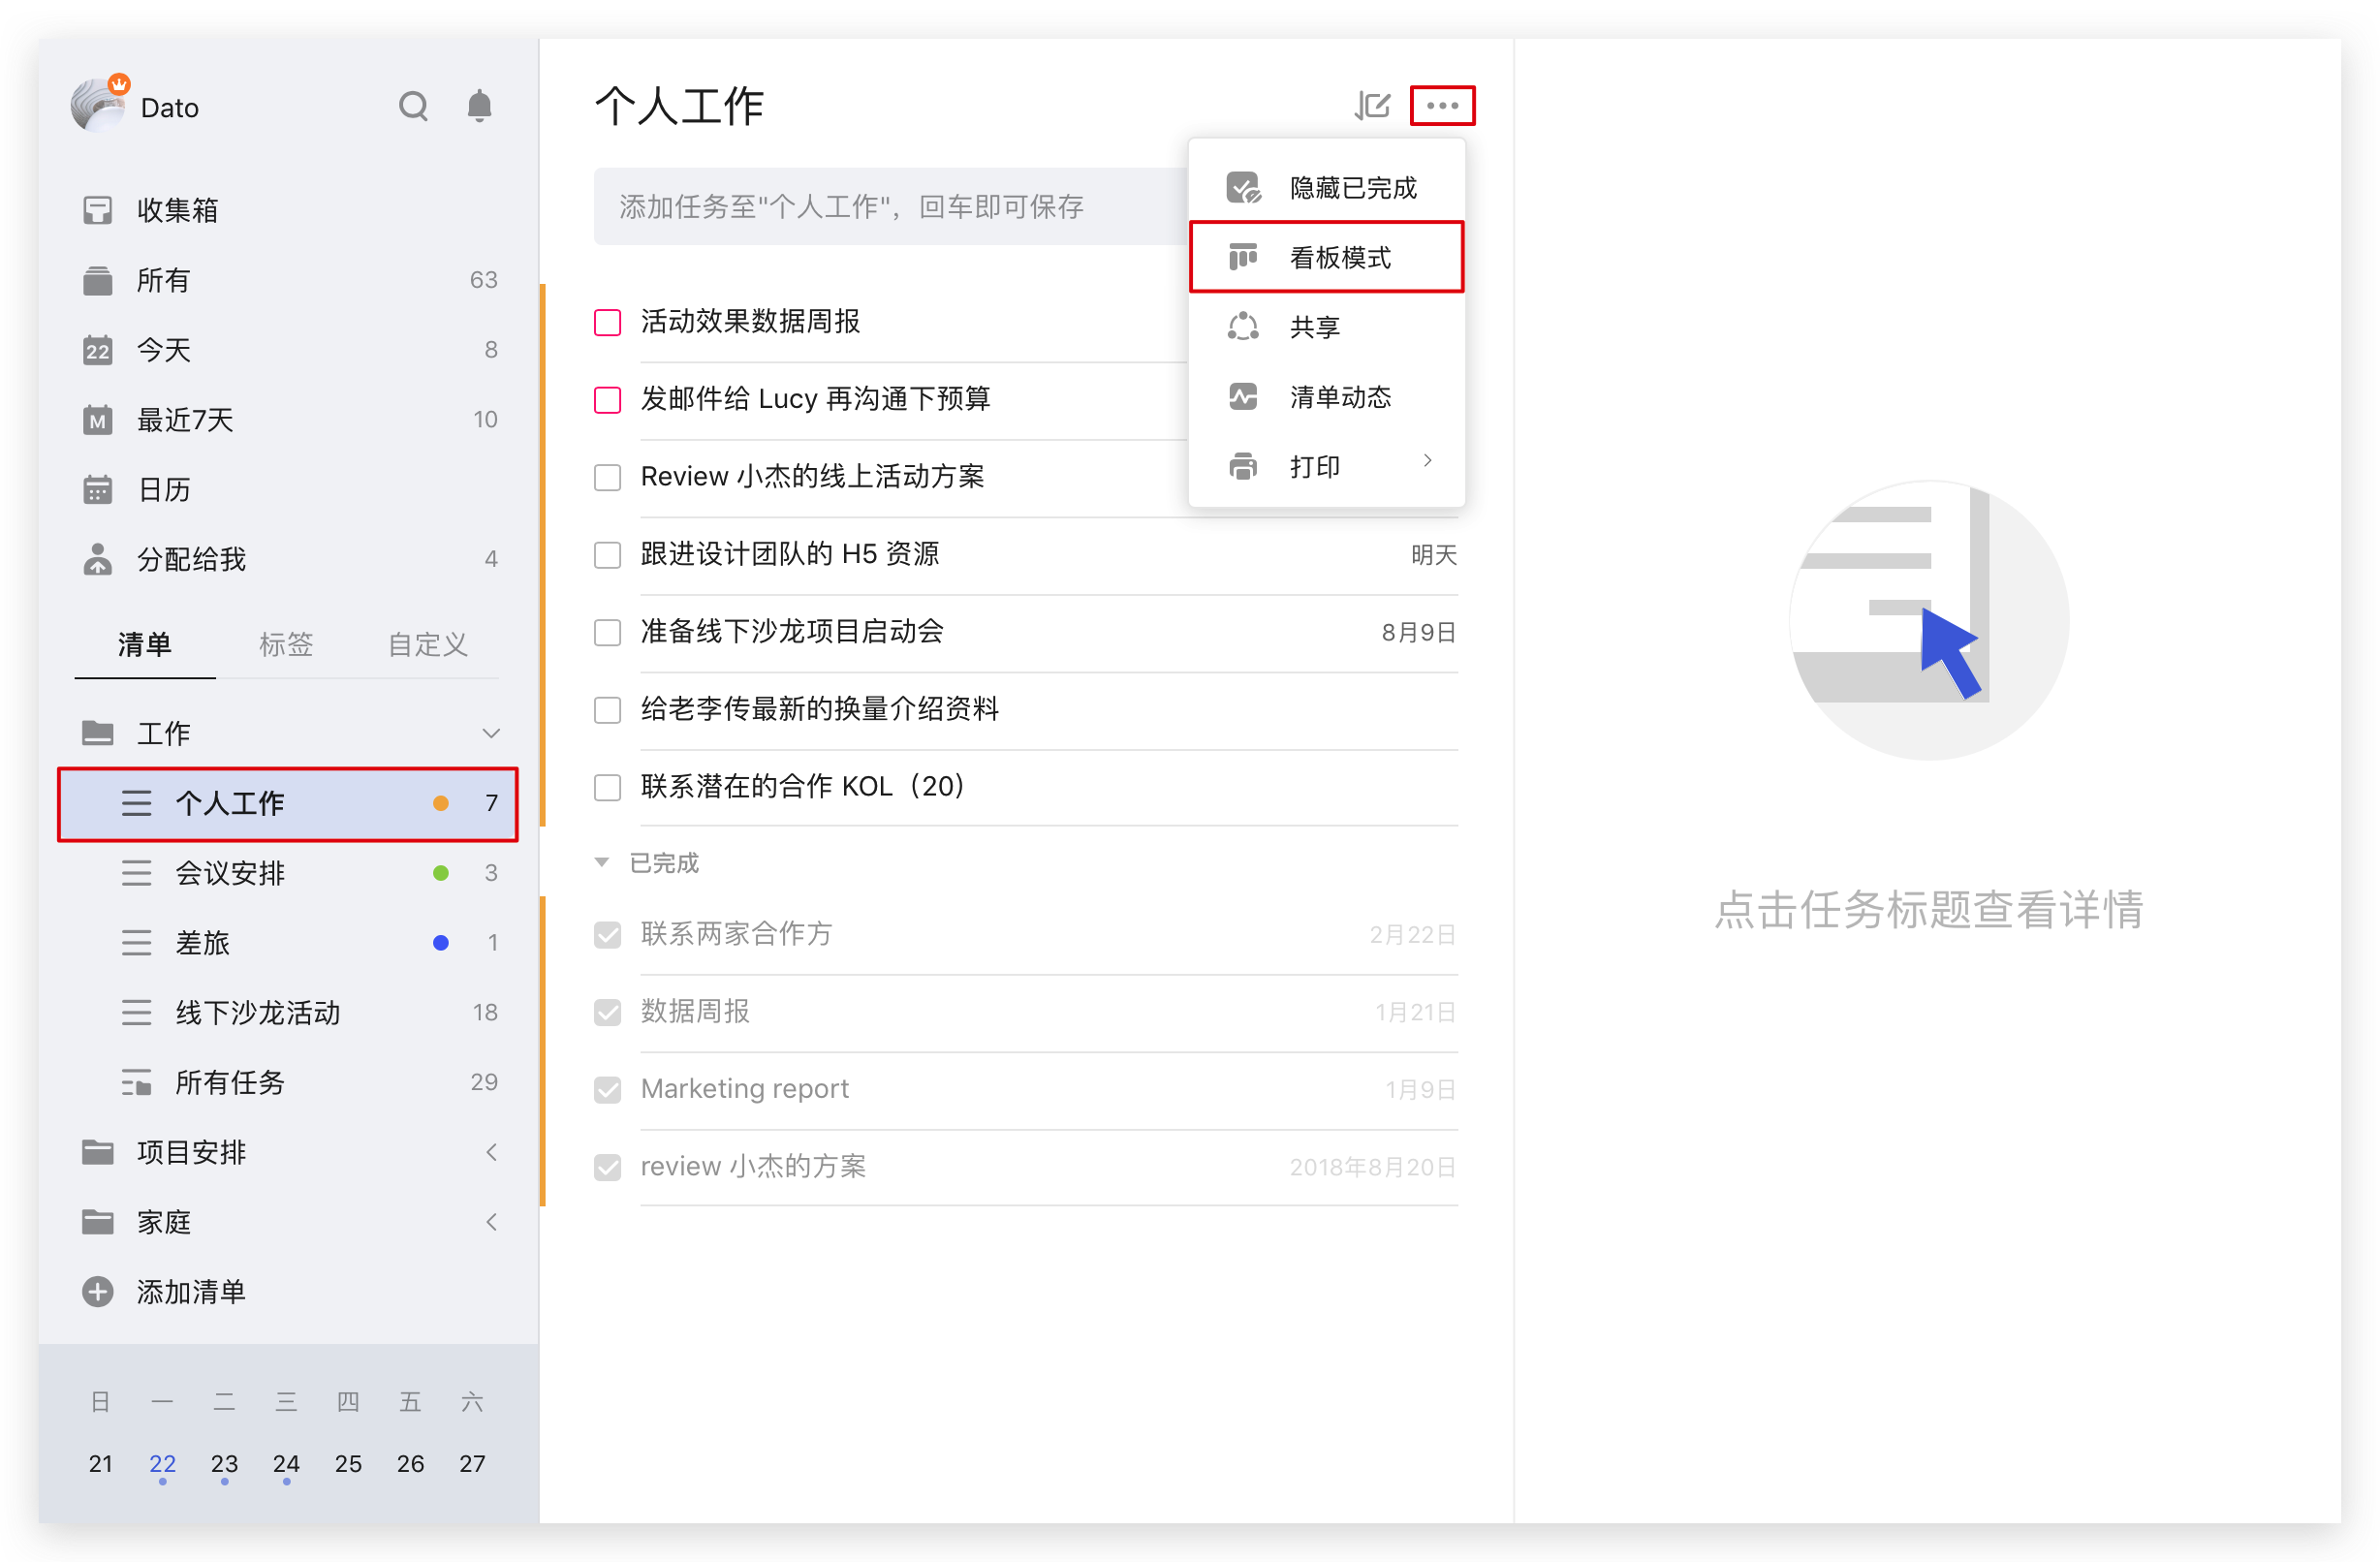 Dato
收集箱
所有 63
22 今天 8
M 最近7天 10
日历
分配给我 4
清单 标签 自定义
工作
个人工作 7
会议安排 3
差旅 1
线下沙龙活动 18
所有任务 29
项目安排
家庭
添加清单
日 一 二 三 四 五 六
21 22 23 24 25 26 27
个人工作
添加任务至"个人工作"，回车即可保存
活动效果数据周报
发邮件给 Lucy 再沟通下预算
Review 小杰的线上活动方案
跟进设计团队的 H5 资源 明天
准备线下沙龙项目启动会 8月9日
给老李传最新的换量介绍资料
联系潜在的合作 KOL（20）
已完成
联系两家合作方 2月22日
数据周报 1月21日
Marketing report 1月9日
review 小杰的方案 2018年8月20日
隐藏已完成
看板模式
共享
清单动态
打印
点击任务标题查看详情